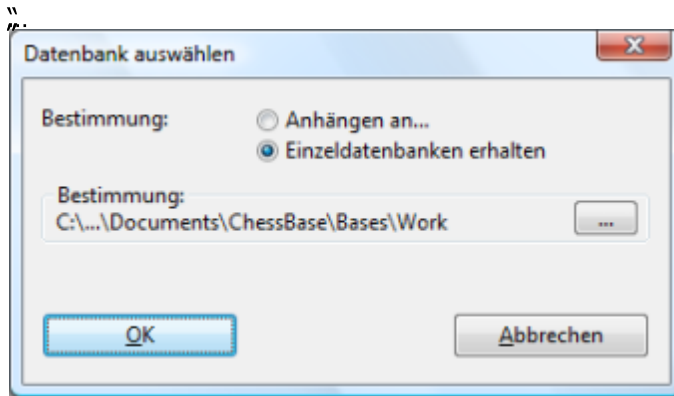 Datenbank auswählen
Bestimmung:
Anhängen an...
Einzeldatenbanken erhalten
Bestimmung:
C:\...\Documents\ChessBase\Bases\Work
...
OK
Abbrechen